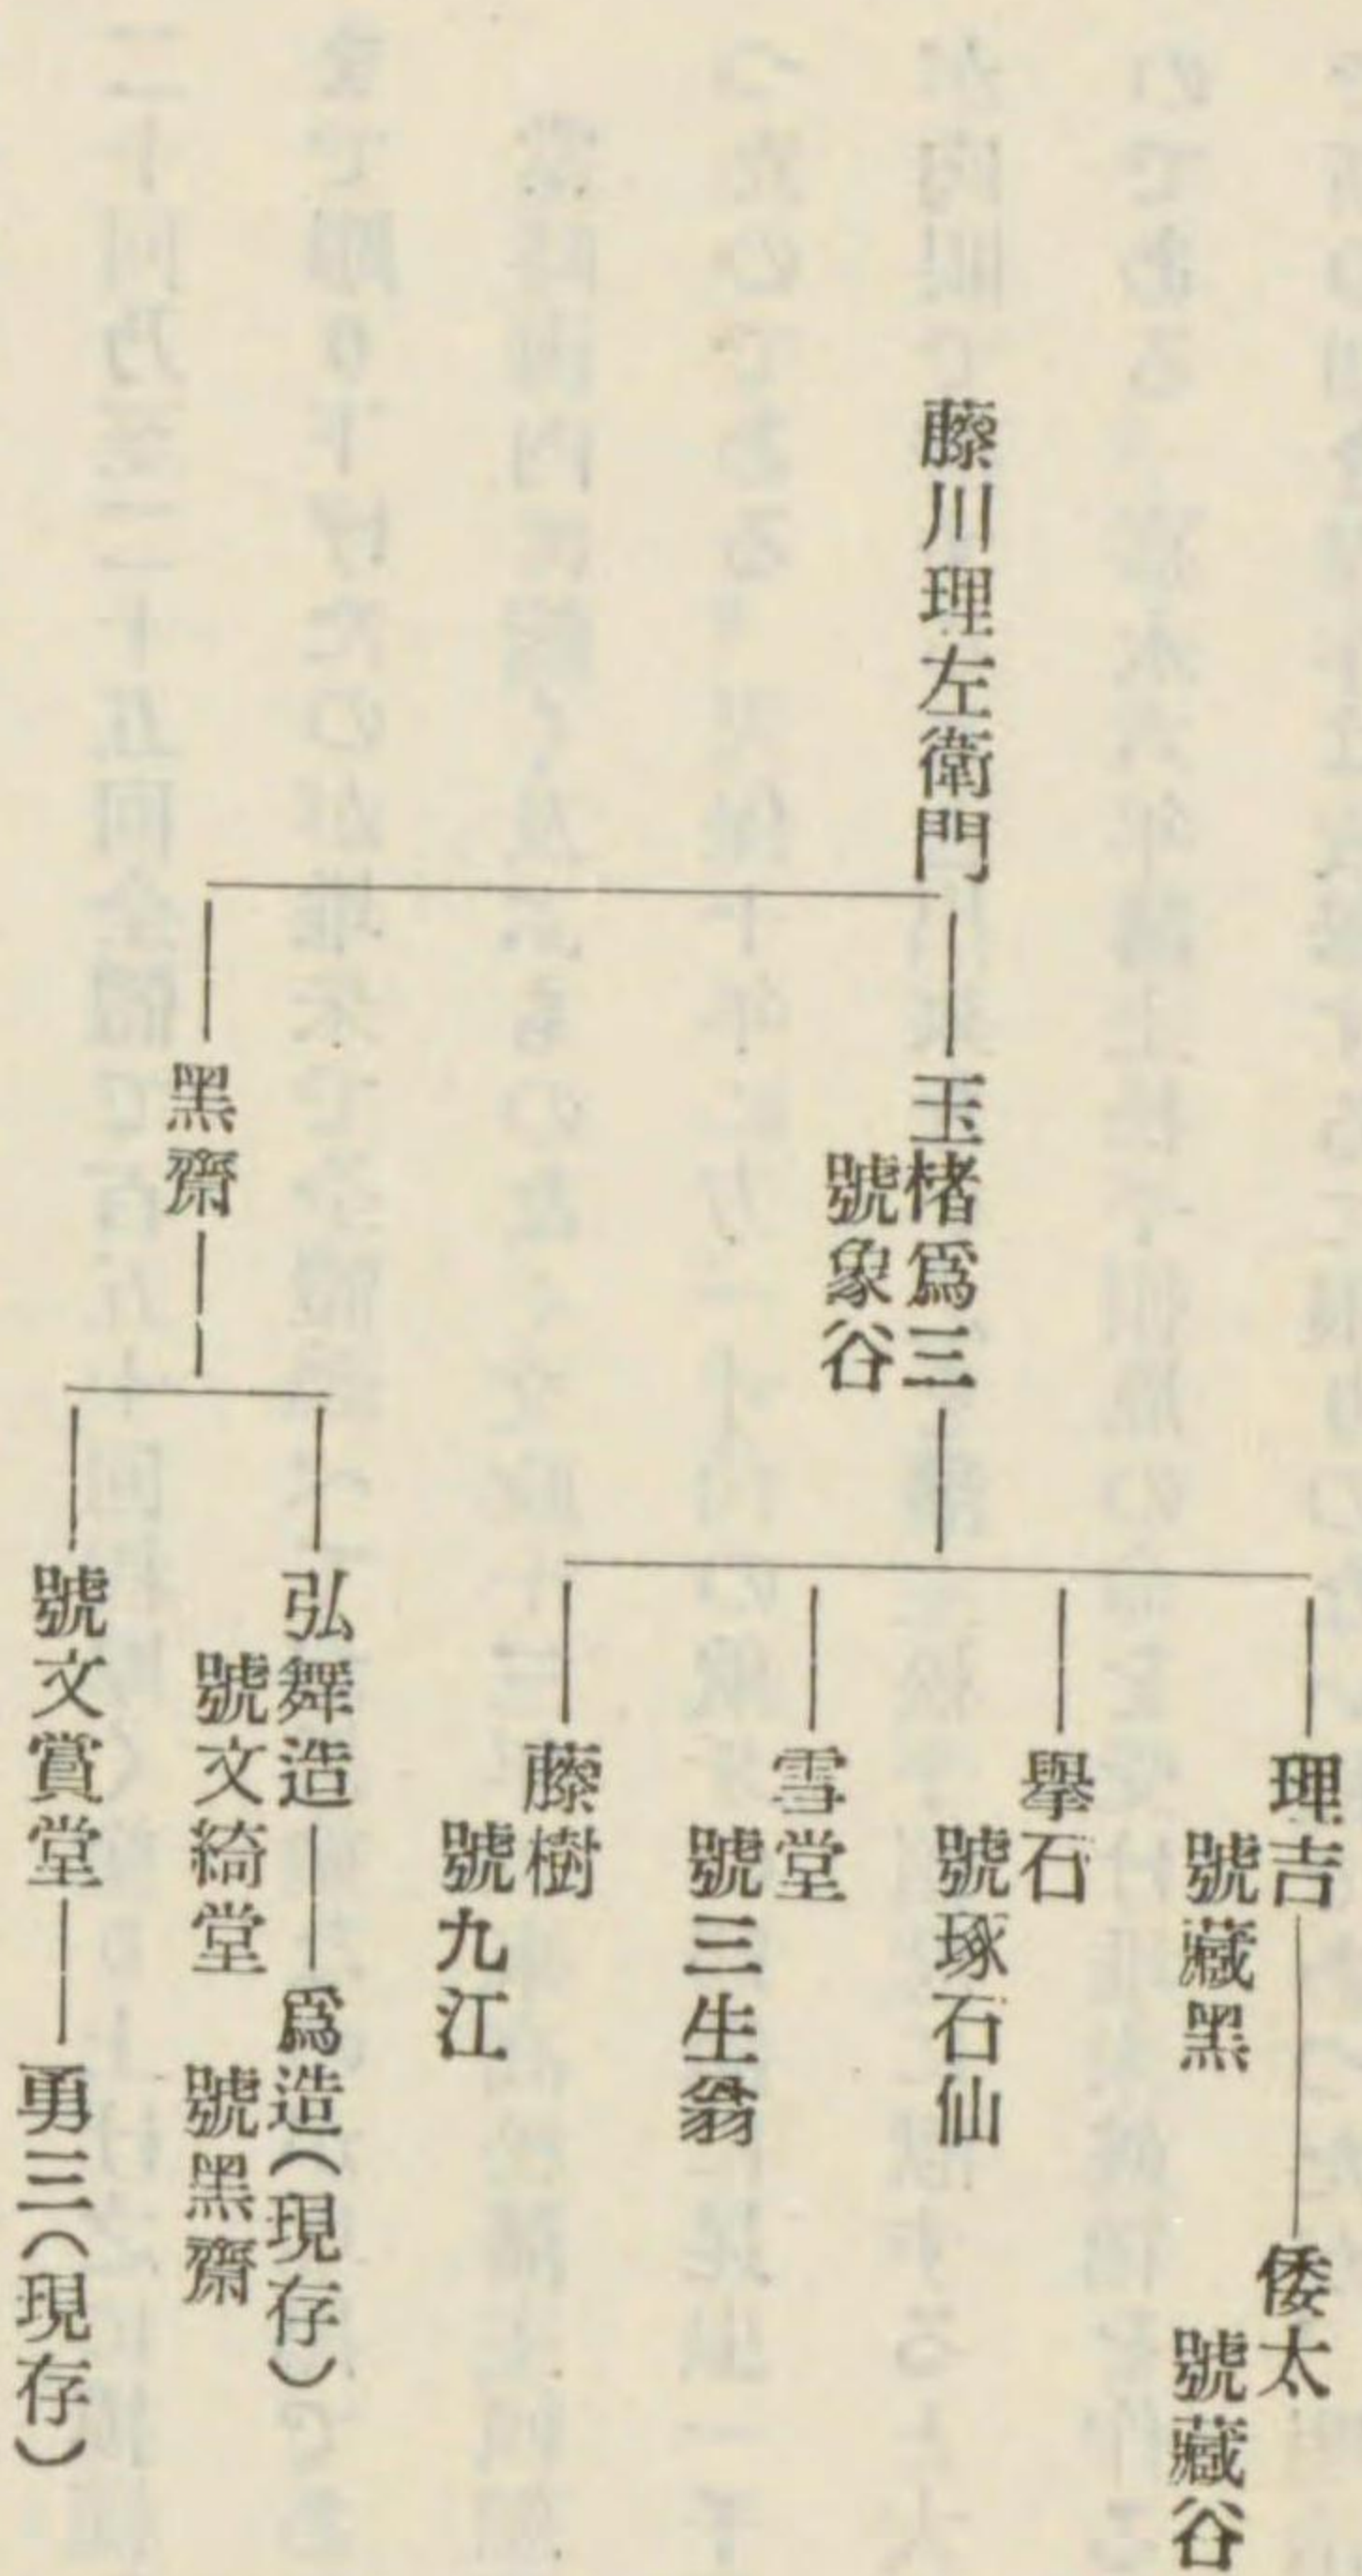 藤川理左衞門
玉楮爲三
號象谷
理吉
號藏黑
倭太
號藏谷
擧石
號琢石仙
雪堂
號三生翁
藤樹
號九江
黑齋
弘舞造
號文綺堂
爲造(現存)
號黑齋
號文賞堂
勇三(現存)